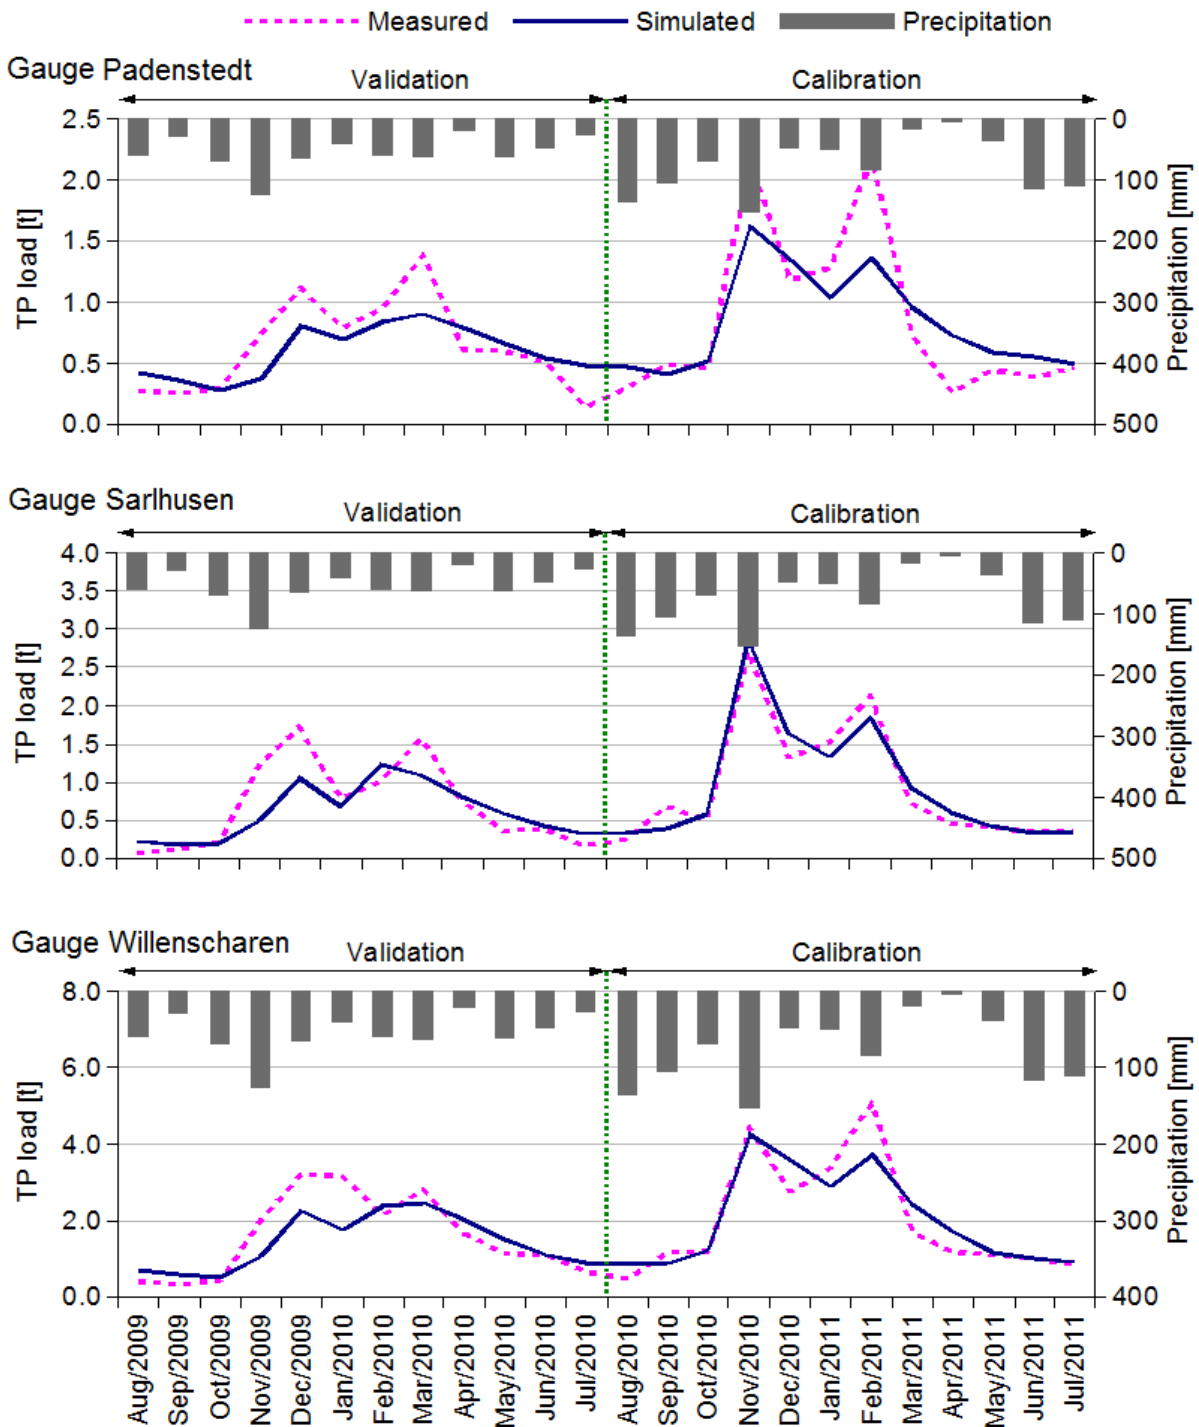 Measured Simulated Precipitation
Gauge Padenstedt
Validation Calibration
TP load [t]
2.5
2.0
1.5
1.0
0.5
0.0
0
100
200
300
400
500
Precipitation [mm]
Gauge Sarlhusen
Validation Calibration
TP load [t]
4.0
3.5
3.0
2.5
2.0
1.5
1.0
0.5
0.0
0
100
200
300
400
500
Precipitation [mm]
Gauge Willenscharen
Validation Calibration
TP load [t]
8.0
6.0
4.0
2.0
0.0
0
100
200
300
400
Precipitation [mm]
Aug/2009
Sep/2009
Oct/2009
Nov/2009
Dec/2009
Jan/2010
Feb/2010
Mar/2010
Apr/2010
May/2010
Jun/2010
Jul/2010
Aug/2010
Sep/2010
Oct/2010
Nov/2010
Dec/2010
Jan/2011
Feb/2011
Mar/2011
Apr/2011
May/2011
Jun/2011
Jul/2011